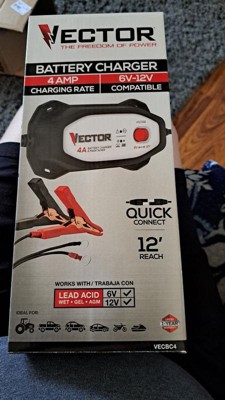 VECTOR
THE FREEDOM OF POWER
BATTERY CHARGER
4 AMP
CHARGING RATE
6V-12V
COMPATIBLE
VECTOR
4A
QUICK
CONNECT
12'
REACH
WORKS WITH / TRABAJA CON
LEAD ACID
WET • GEL • AGM
6V
12V
IDEAL FOR
VECBC4